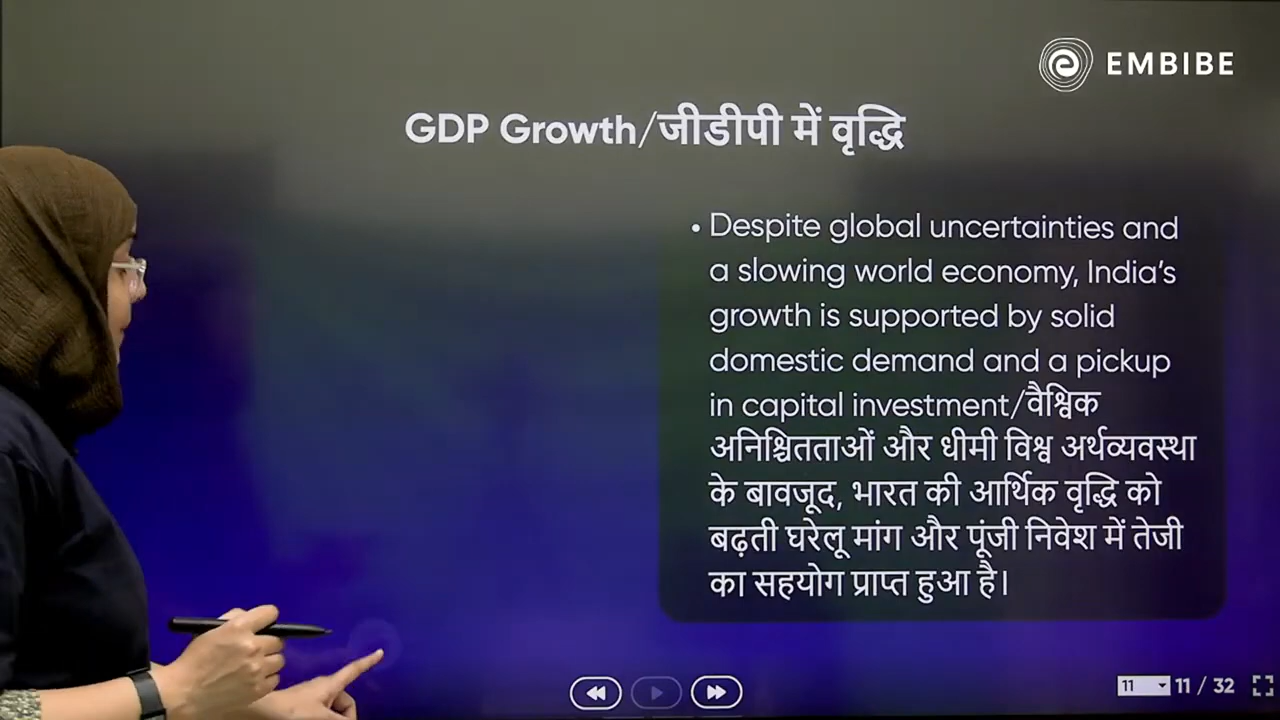 EMBIBE
GDP Growth/जीडीपी में वृद्धि
• Despite global uncertainties and
a slowing world economy, India's
growth is supported by solid
domestic demand and a pickup
in capital investment/वैश्विक
अनिश्चितताओं और धीमी विश्व अर्थव्यवस्था
के बावजूद, भारत की आर्थिक वृद्धि को
बढ़ती घरेलू मांग और पूंजी निवेश में तेजी
का सहयोग प्राप्त हुआ है।
11 11 / 32